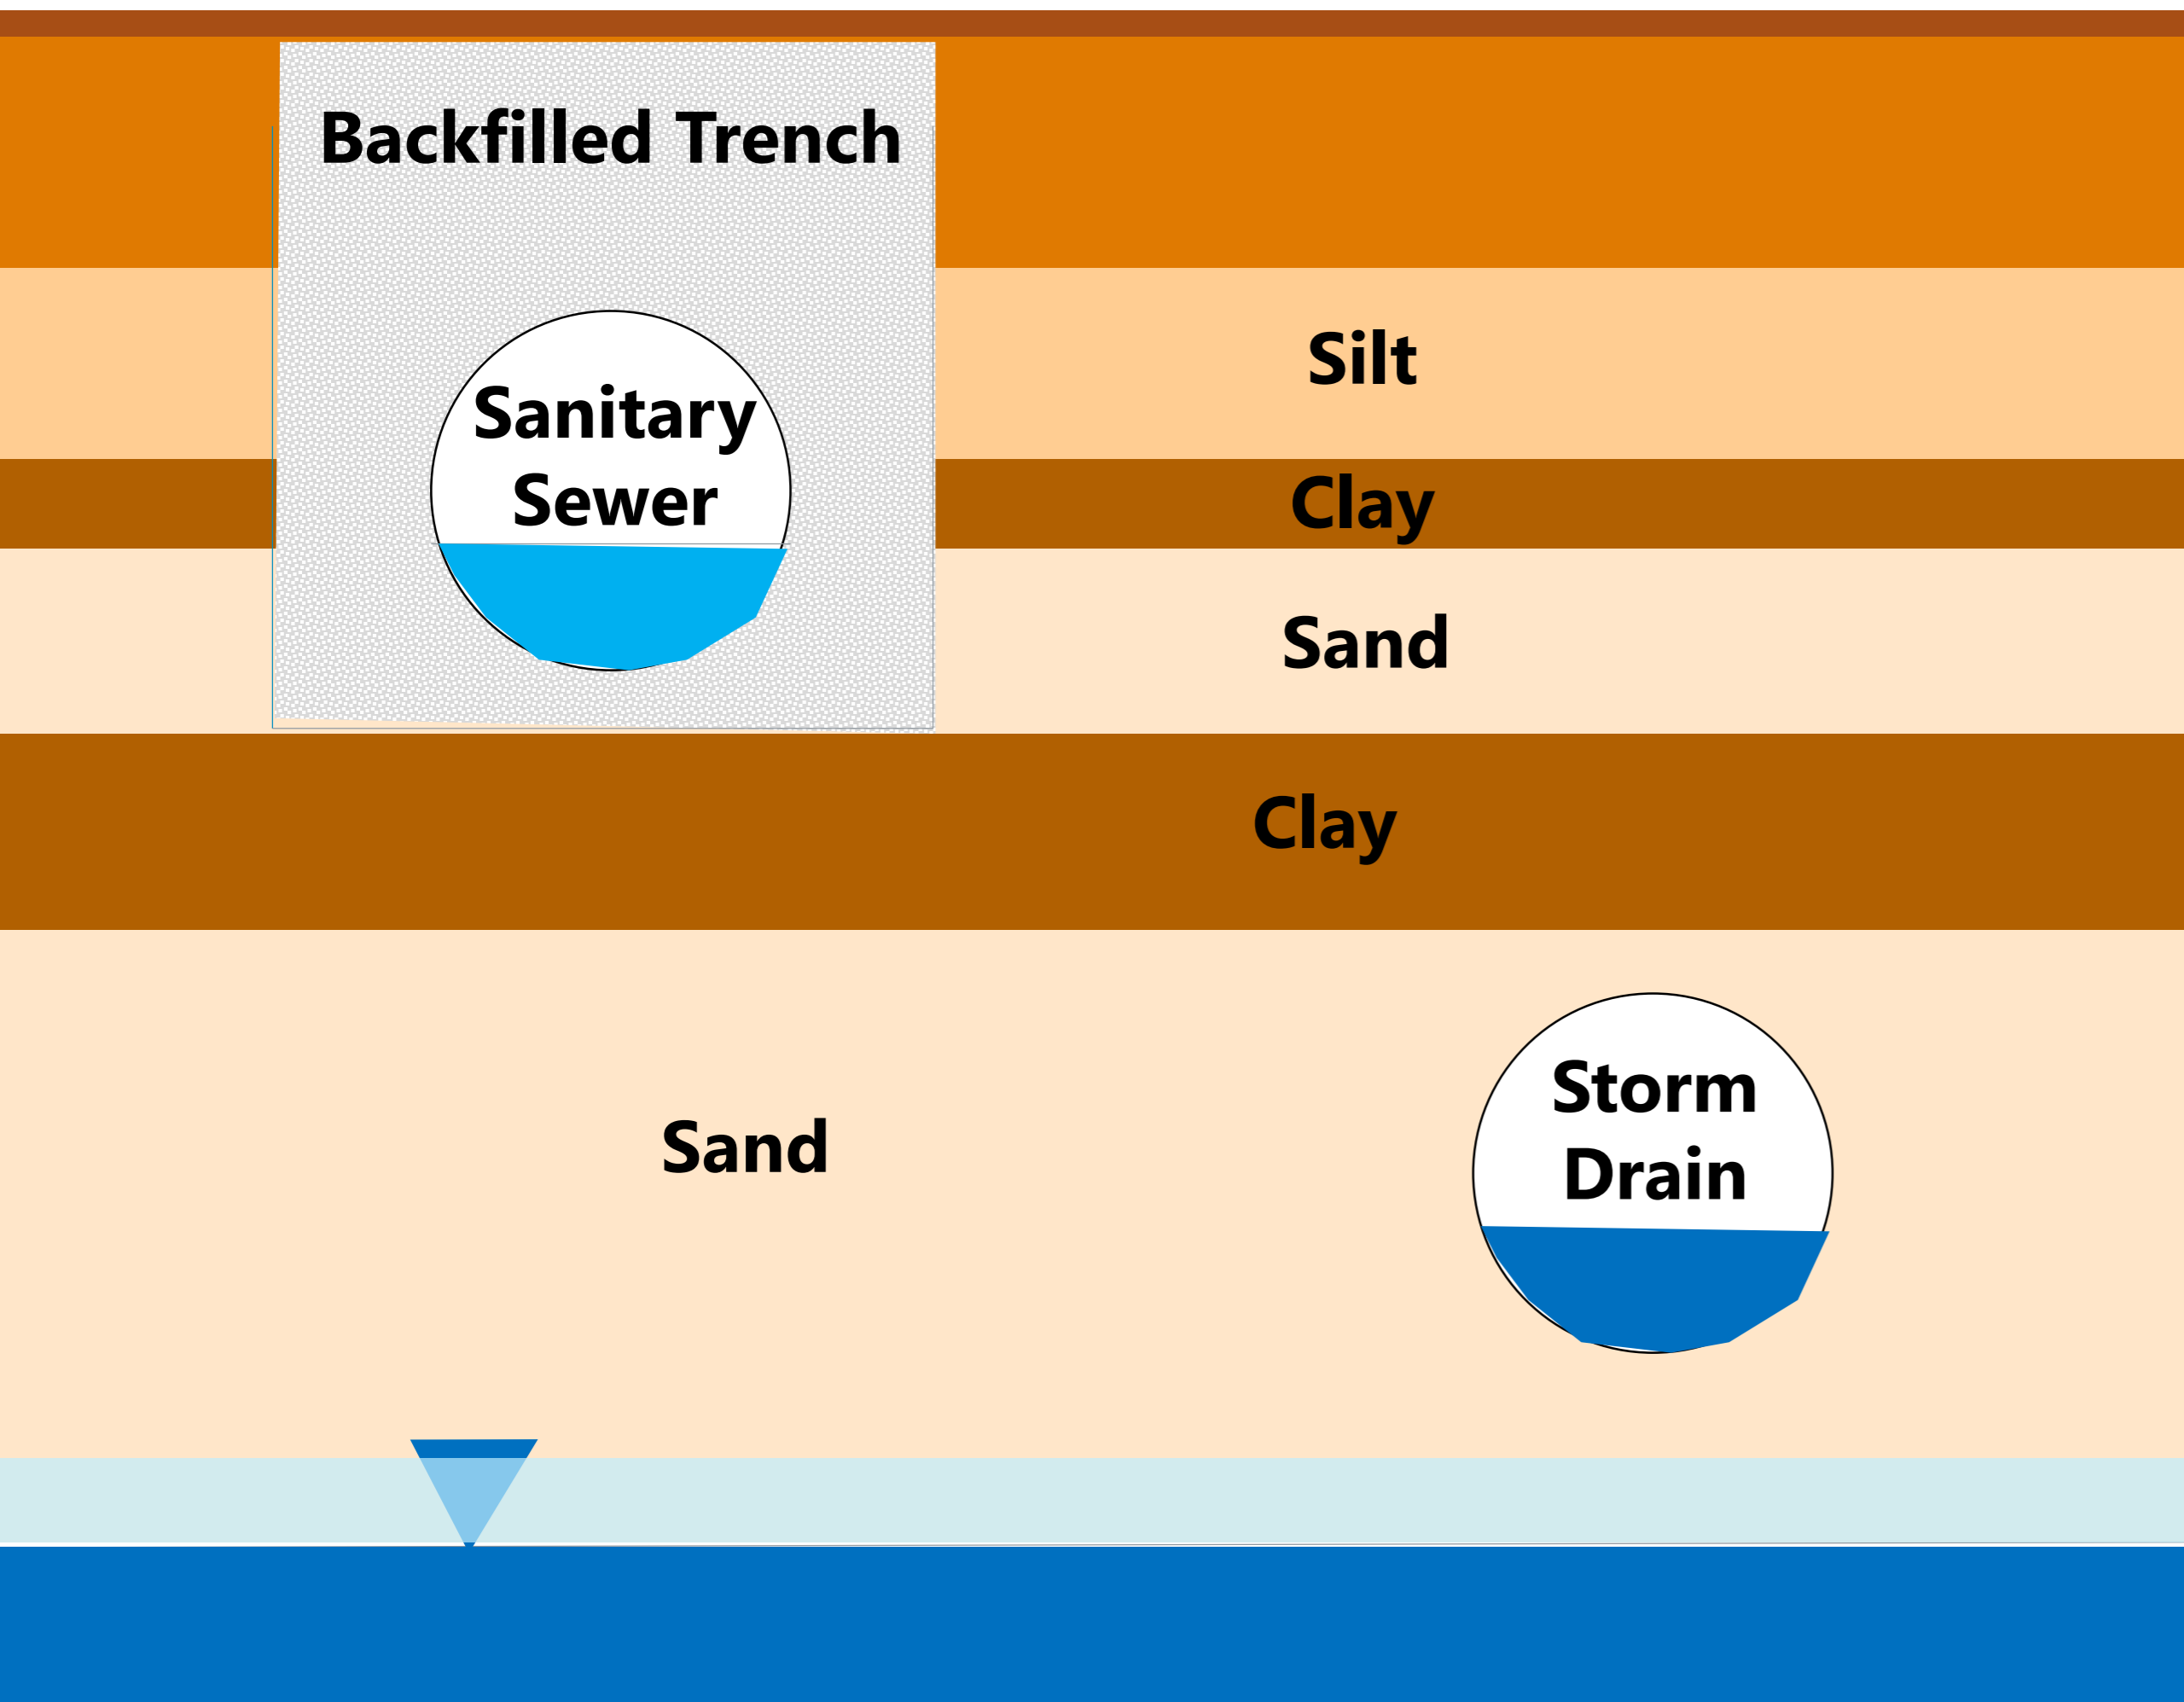 Backfilled Trench
Silt
Sanitary
Sewer
Clay
Sand
Clay
Storm
Drain
Sand